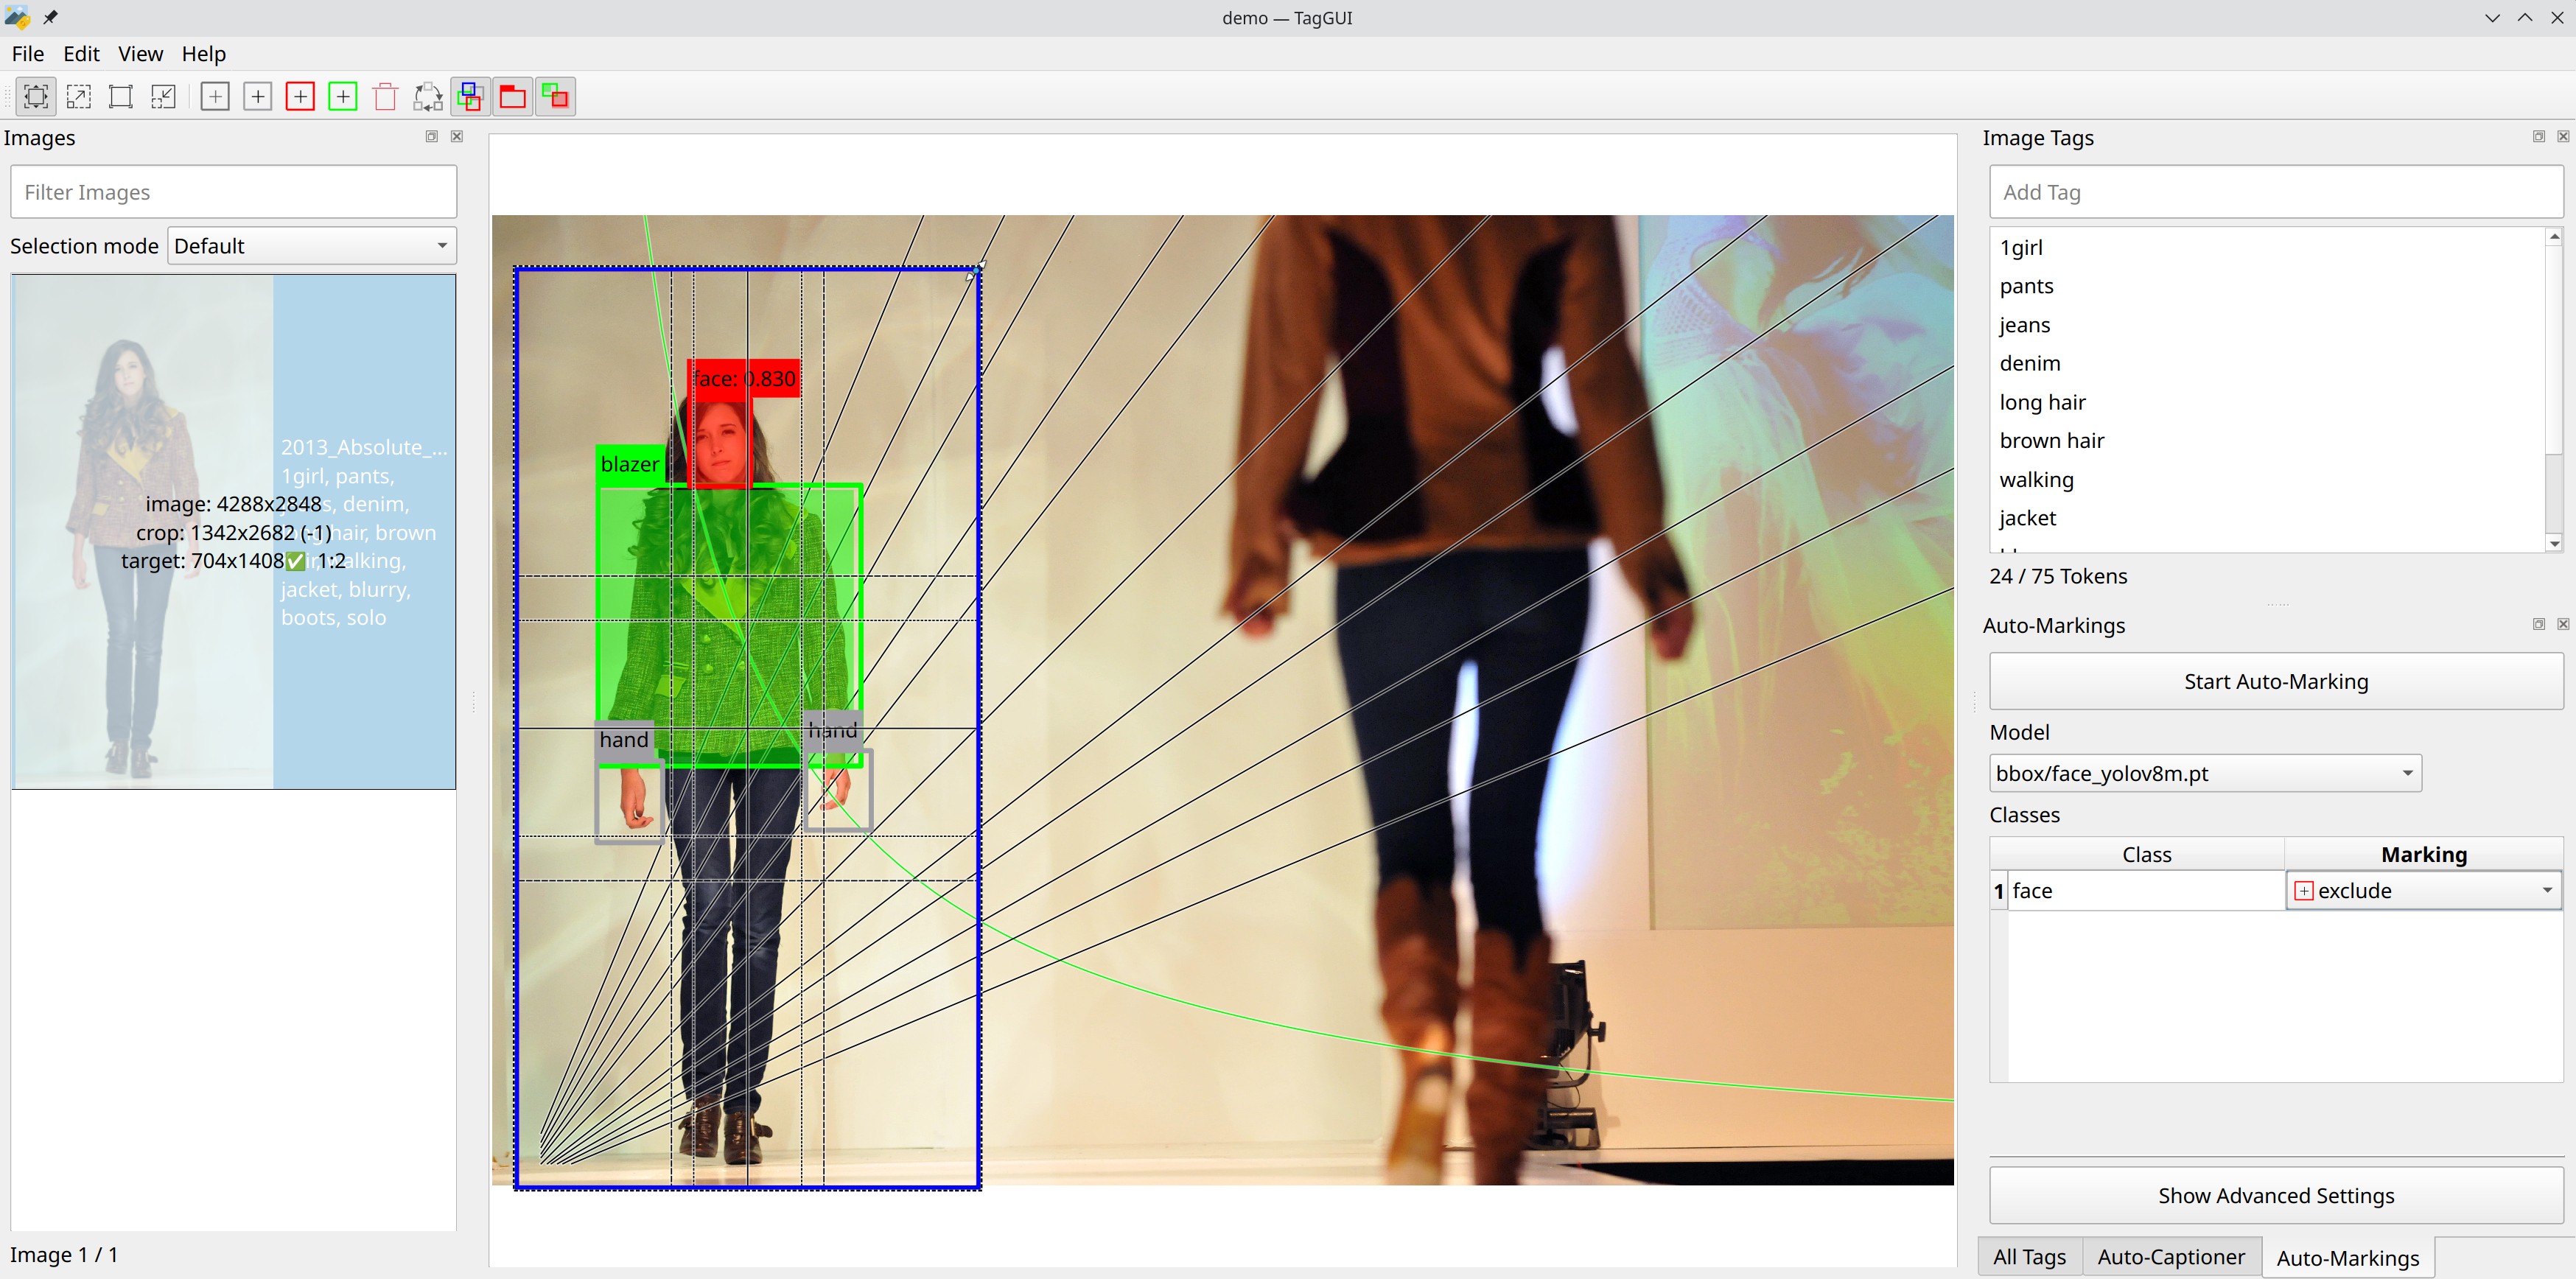 demo — TagGUI
File Edit View Help
Images
Filter Images
Selection mode Default
2013_Absolute_...
1girl, pants,
image: 4288x2848
s, denim,
crop: 1342x2682 (-1)
hair, brown
target: 704x1408✅ 1:2
alking,
jacket, blurry,
boots, solo
Image 1 / 1
face: 0.830
blazer
hand
hand
Image Tags
Add Tag
1girl
pants
jeans
denim
long hair
brown hair
walking
jacket
24 / 75 Tokens
Auto-Markings
Start Auto-Marking
Model
bbox/face_yolov8m.pt
Classes
Class Marking
1 face exclude
Show Advanced Settings
All Tags Auto-Captioner Auto-Markings